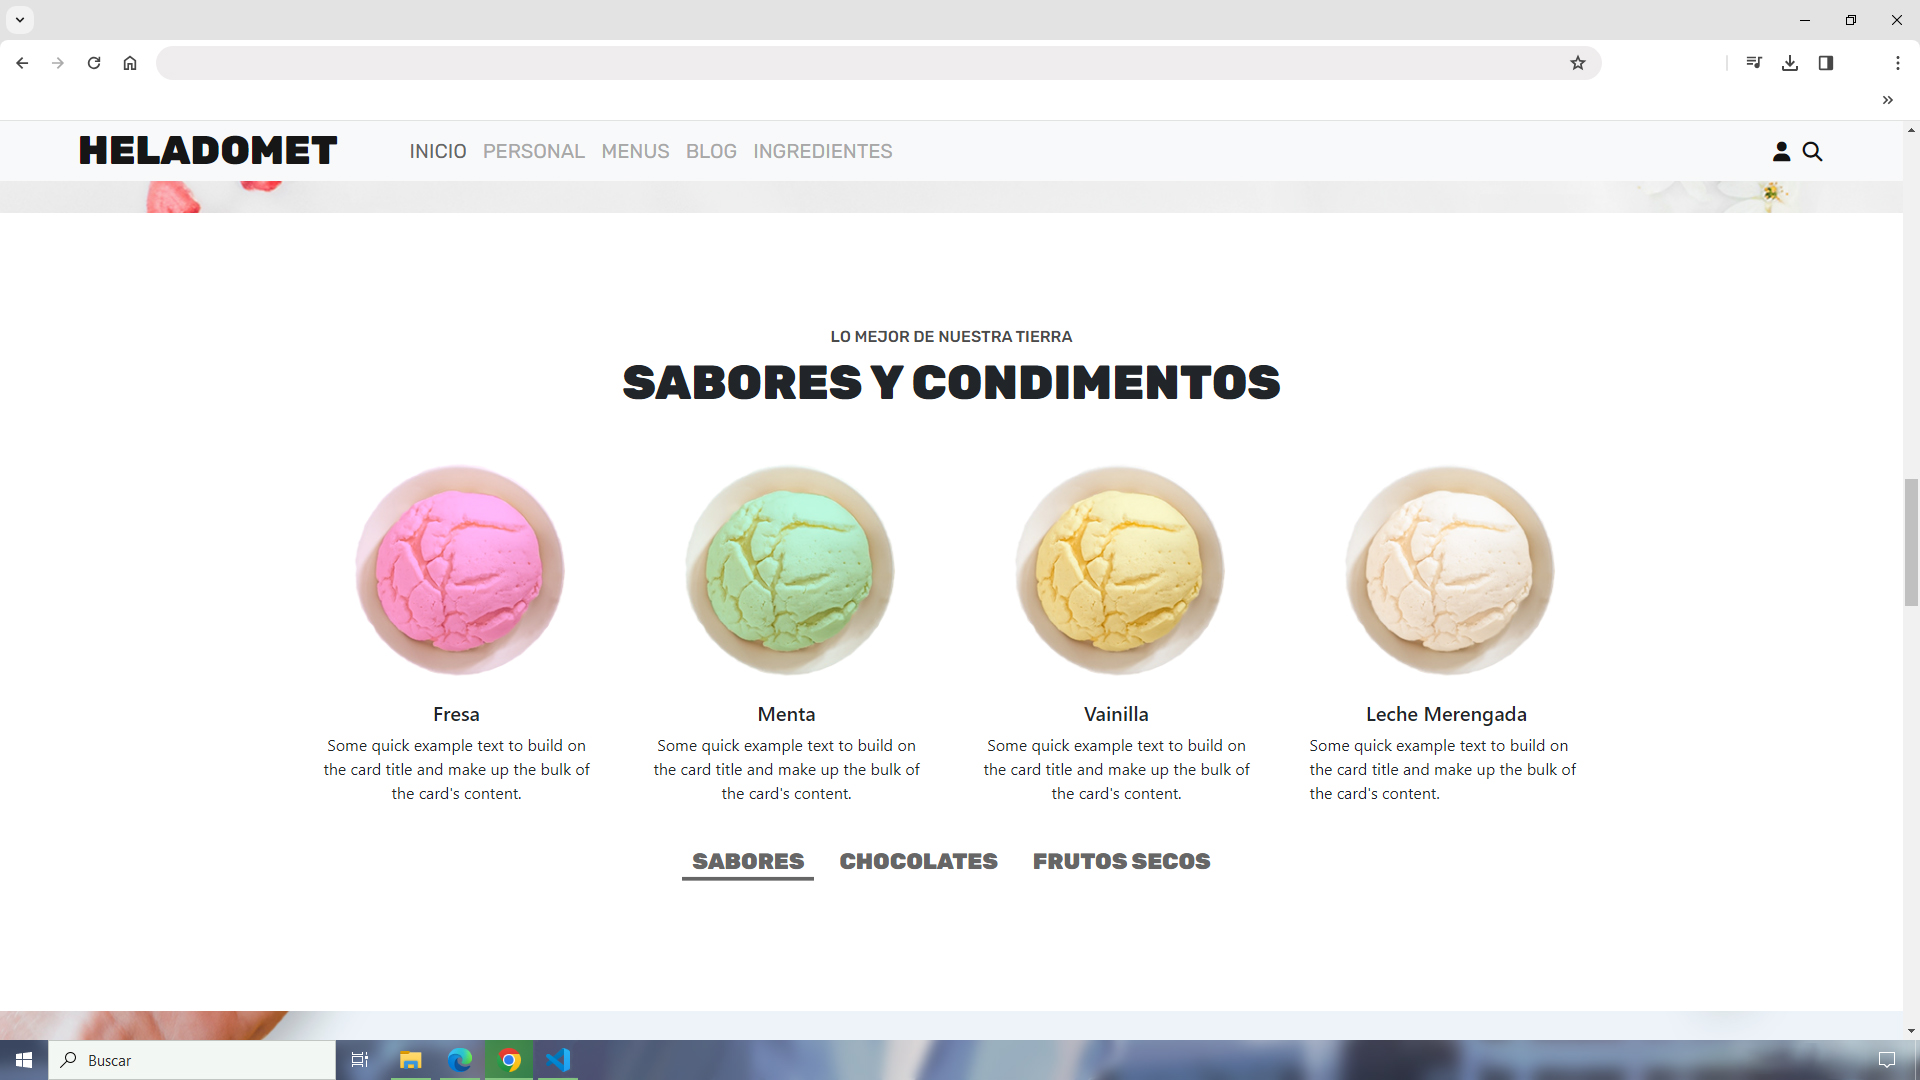 HELADOMET
INICIO PERSONAL MENUS BLOG INGREDIENTES
LO MEJOR DE NUESTRA TIERRA
SABORES Y CONDIMENTOS
Fresa
Some quick example text to build on
the card title and make up the bulk of
the card's content.
Menta
Some quick example text to build on
the card title and make up the bulk of
the card's content.
Vainilla
Some quick example text to build on
the card title and make up the bulk of
the card's content.
Leche Merengada
Some quick example text to build on
the card title and make up the bulk of
the card's content.
SABORES CHOCOLATES FRUTOS SECOS
Buscar